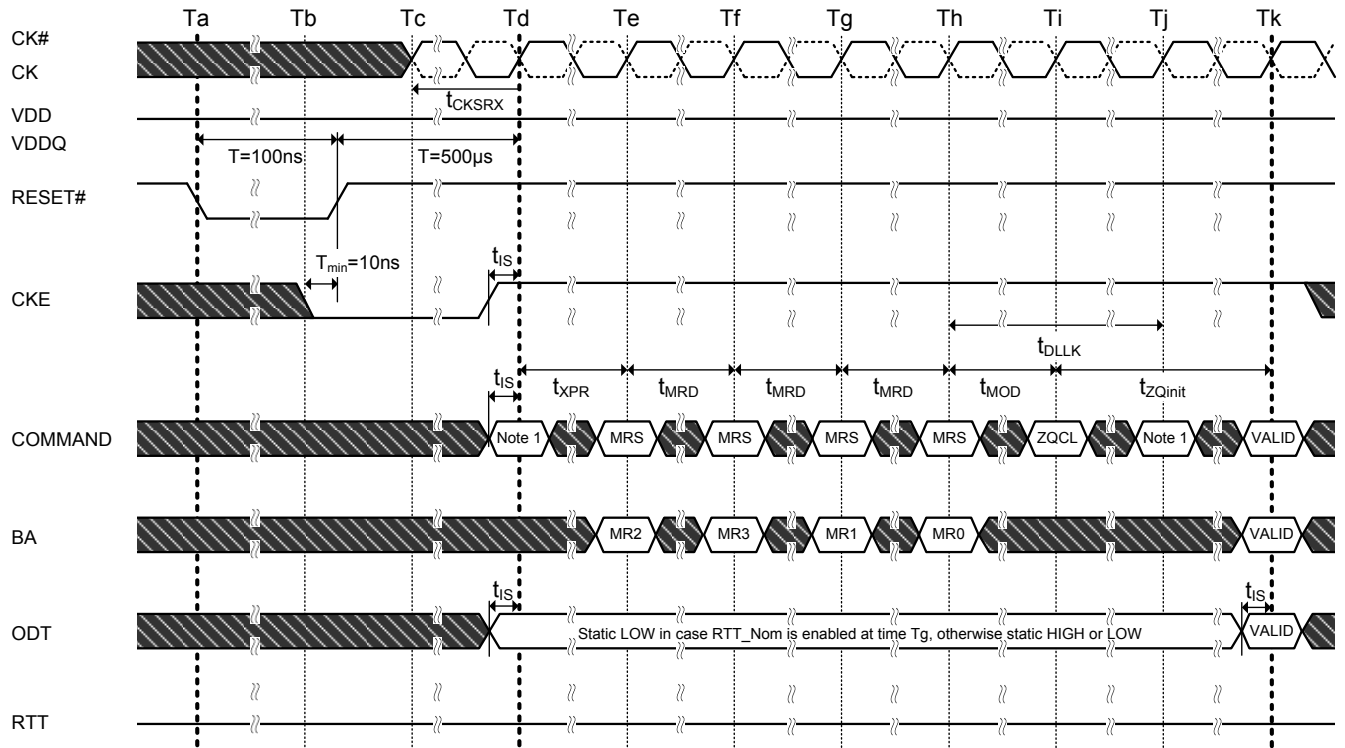 Ta Tb Tc Td Te Tf Tg Th Ti Tj Tk
CK#
CK
tCKSRX
VDD
VDDQ
T=100ns T=500µs
RESET#
Tmin=10ns tIS
CKE
tDLLK
tIS tXPR tMRD tMRD tMRD tMOD tZQinit
COMMAND Note 1 MRS MRS MRS MRS ZQCL Note 1 VALID
BA MR2 MR3 MR1 MR0 VALID
tIS tIS
ODT Static LOW in case RTT_Nom is enabled at time Tg, otherwise static HIGH or LOW VALID
RTT